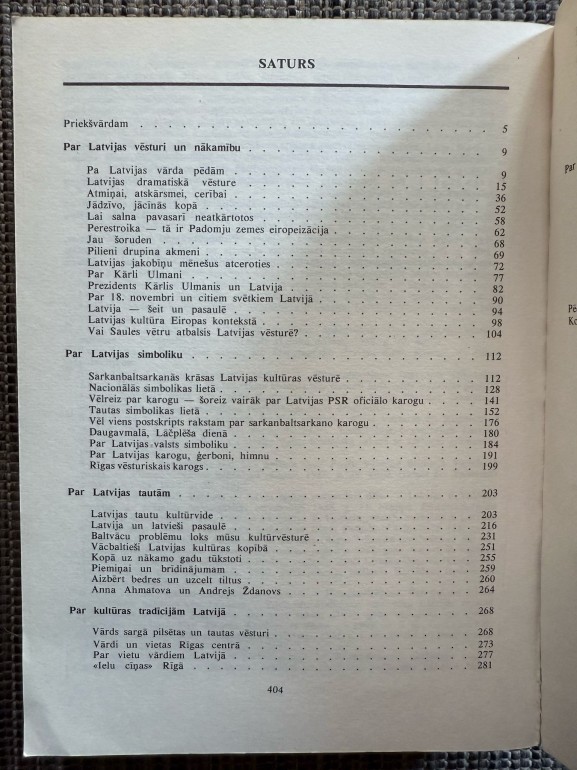 SATURS
Priekšvārdam . . . . . . . . . . . . . . . . . . . . 5
Par Latvijas vēsturi un nākamību . . . . . . . . . . . . . 9
Pa Latvijas vārda pēdām . . . . . . . . . . . . . 9
Latvijas dramatiskā vēsture . . . . . . . . . . . . . 15
Atmiņai, atskārsmei, cerībai . . . . . . . . . . . . . 36
Jādzīvo, jācīnās kopā . . . . . . . . . . . . . . 52
Lai salna pavasarī neatkārtotos . . . . . . . . . . . . 58
Perestroika — tā ir Padomju zemes eiropeizācija . . . . . . . 62
Jau šoruden . . . . . . . . . . . . . . . . . 68
Pilieni drupina akmeni . . . . . . . . . . . . . . 69
Latvijas jakobiņu mēnešus atceroties . . . . . . . . . . 72
Par Kārli Ulmani . . . . . . . . . . . . . . . 77
Prezidents Kārlis Ulmanis un Latvija . . . . . . . . . . 82
Par 18. novembri un citiem svētkiem Latvijā . . . . . . . . 90
Latvija — šeit un pasaulē . . . . . . . . . . . . . 94
Latvijas kultūra Eiropas kontekstā . . . . . . . . . . . 98
Vai Saules vētru atbalsis Latvijas vēsturē? . . . . . . . . . 104
Par Latvijas simboliku . . . . . . . . . . . . . . . . 112
Sarkanbaltsarkanās krāsas Latvijas kultūras vēsturē . . . . . . . 112
Nacionālās simbolikas lietā . . . . . . . . . . . . . 128
Vēlreiz par karogu — šoreiz vairāk par Latvijas PSR oficiālo karogu . . . . 141
Tautas simbolikas lietā . . . . . . . . . . . . . . 152
Vēl viens postskripts rakstam par sarkanbaltsarkano karogu . . . . . . 176
Daugavmalā, Lāčplēša dienā . . . . . . . . . . . . . 180
Par Latvijas valsts simboliku . . . . . . . . . . . . . 184
Par Latvijas karogu, ģerboni, himnu . . . . . . . . . . . 191
Rīgas vēsturiskais karogs . . . . . . . . . . . . . . 199
Par Latvijas tautām . . . . . . . . . . . . . . . . . 203
Latvijas tautu kultūrvide . . . . . . . . . . . . . . 203
Latvija un latvieši pasaulē . . . . . . . . . . . . . 216
Baltvācu problēmu loks mūsu kultūrvēsturē . . . . . . . . . 231
Vācbaltieši Latvijas kultūras kopībā . . . . . . . . . . . 251
Kopā uz nākamo gadu tūkstoti . . . . . . . . . . . . 255
Piemiņai un brīdinājumam . . . . . . . . . . . . . 259
Aizbērt bedres un uzcelt tiltus . . . . . . . . . . . . 260
Anna Ahmatova un Andrejs Ždanovs . . . . . . . . . . . 264
Par kultūras tradīcijām Latvijā . . . . . . . . . . . . . 268
Vārds sargā pilsētas un tautas vēsturi . . . . . . . . . . 268
Vārdi un vietas Rīgas centrā . . . . . . . . . . . . . 273
Par vietu vārdiem Latvijā . . . . . . . . . . . . . 277
«Ielu cīņas» Rīgā . . . . . . . . . . . . . . . 281
404
Par
Pē
Ko